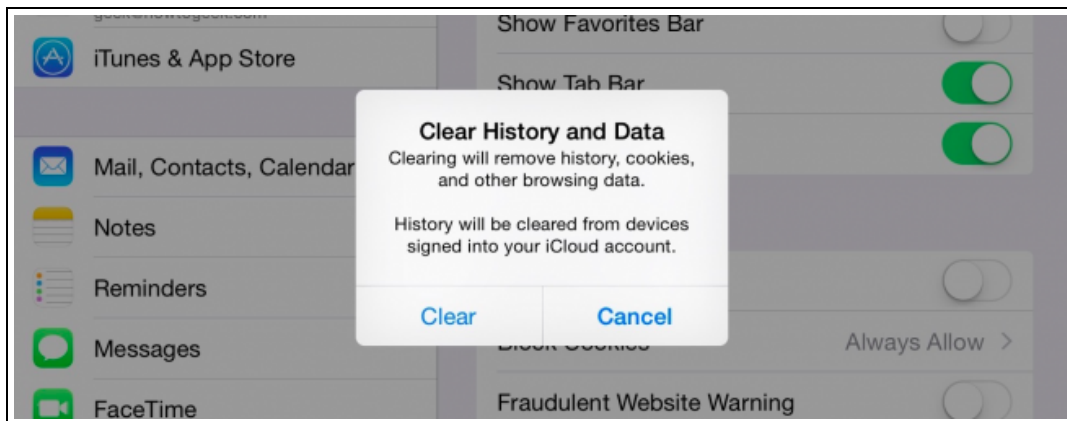 iTunes & App Store
Mail, Contacts, Calendar
Notes
Reminders
Messages
FaceTime
Show Favorites Bar
Show Tab Bar
Clear History and Data
Clearing will remove history, cookies,
and other browsing data.
History will be cleared from devices
signed into your iCloud account.
Clear
Cancel
Block Cookies
Always Allow >
Fraudulent Website Warning